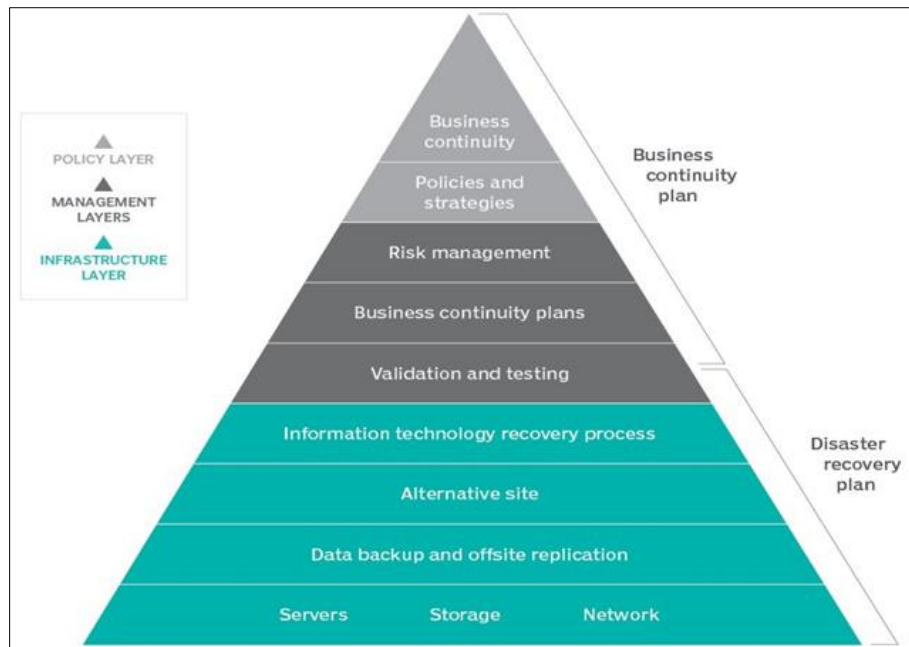 Business
continuity
Policies and
strategies
Risk management
Business continuity plans
Validation and testing
Information technology recovery process
Alternative site
Data backup and offsite replication
Servers Storage Network
POLICY LAYER
MANAGEMENT
LAYERS
INFRASTRUCTURE
LAYER
Business
continuity
plan
Disaster
recovery
plan